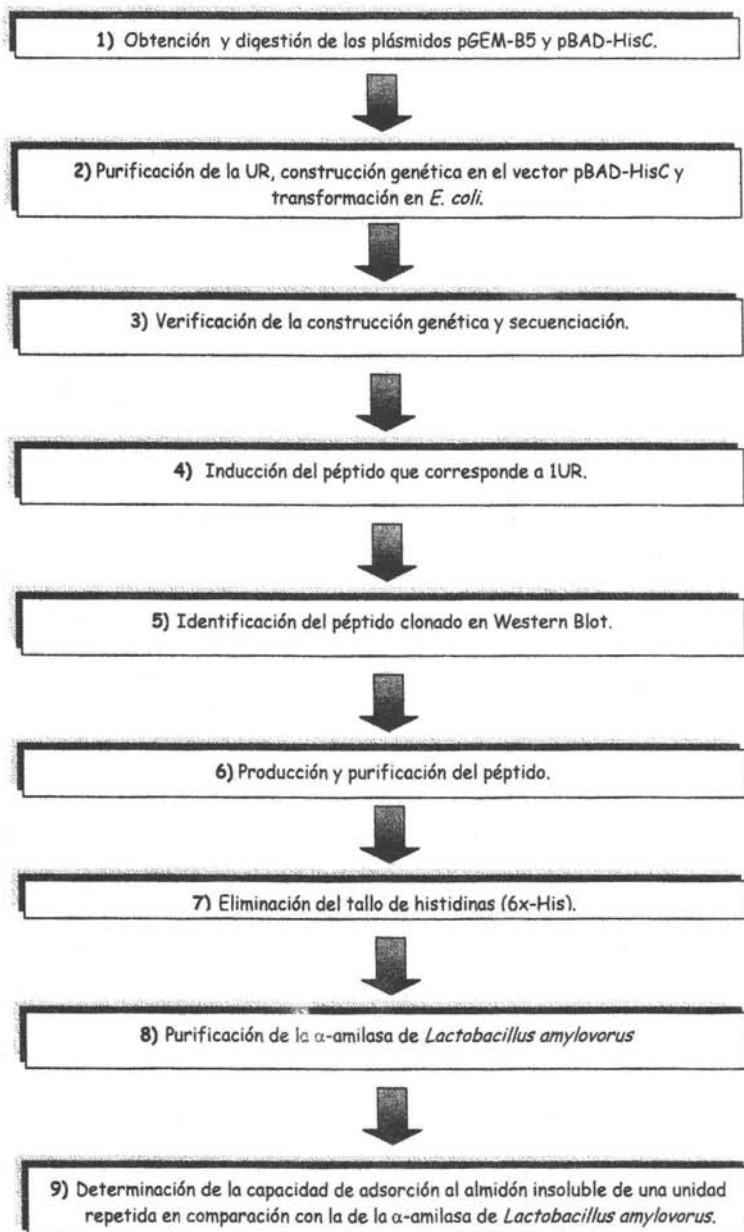 1) Obtención y digestión de los plásmidos pGEM-B5 y pBAD-HisC.
2) Purificación de la UR, construcción genética en el vector pBAD-HisC y
transformación en E. coli.
3) Verificación de la construcción genética y secuenciación.
4) Inducción del péptido que corresponde a 1UR.
5) Identificación del péptido clonado en Western Blot.
6) Producción y purificación del péptido.
7) Eliminación del tallo de histidinas (6x-His).
8) Purificación de la α-amilasa de Lactobacillus amylovorus
9) Determinación de la capacidad de adsorción al almidón insoluble de una unidad
repetida en comparación con la de la α-amilasa de Lactobacillus amylovorus.